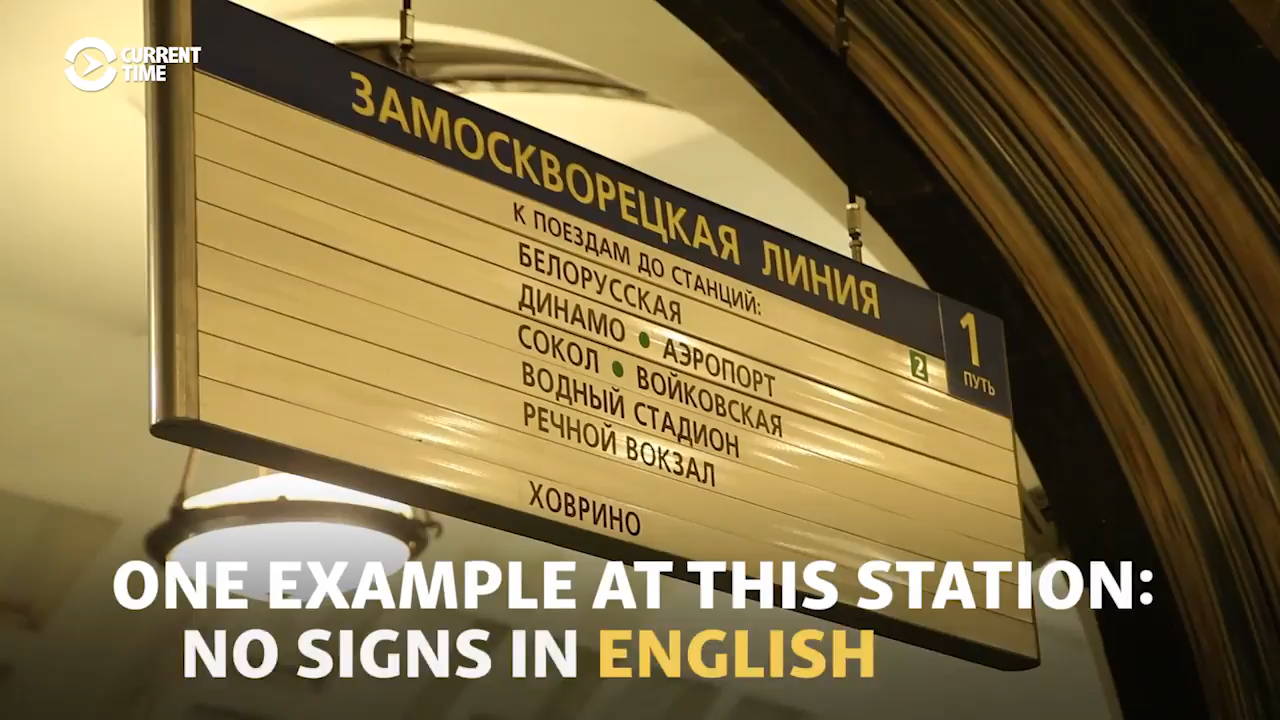 CURRENT
TIME
ЗАМОСКВОРЕЦКАЯ ЛИНИЯ
1
ПУТЬ
К ПОЕЗДАМ ДО СТАНЦИЙ:
БЕЛОРУССКАЯ
2
ДИНАМО • АЭРОПОРТ
СОКОЛ • ВОЙКОВСКАЯ
ВОДНЫЙ СТАДИОН
РЕЧНОЙ ВОКЗАЛ
ХОВРИНО
ONE EXAMPLE AT THIS STATION:
NO SIGNS IN ENGLISH